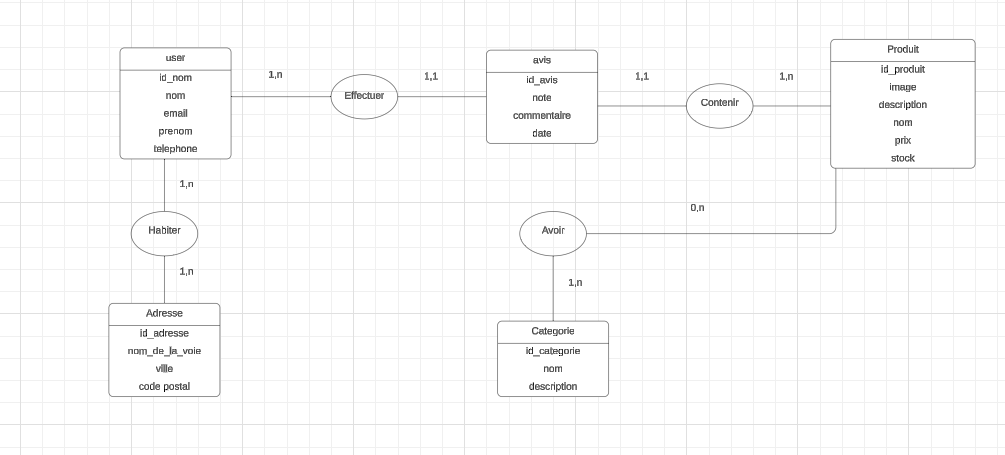 user
id_nom
nom
email
prenom
telephone
1,n
Effectuer
1,1
avis
id_avis
note
commentaire
date
1,1
Contenir
1,n
Produit
id_produit
image
description
nom
prix
stock
1,n
Habiter
1,n
Adresse
id_adresse
nom_de_la_voie
ville
code postal
0,n
Avoir
1,n
Categorie
id_categorie
nom
description